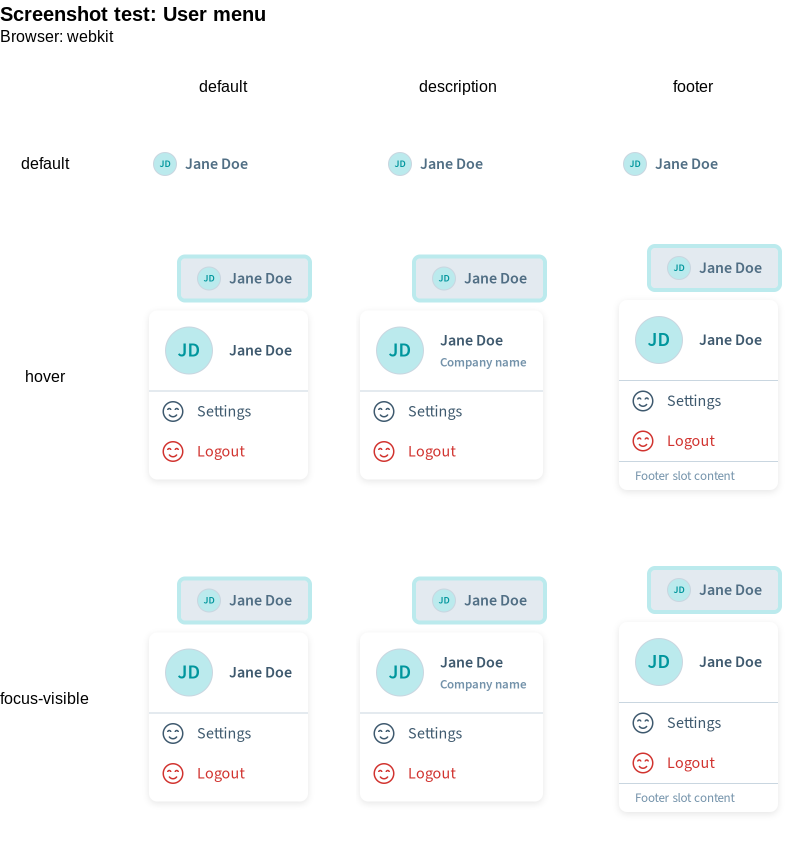 Screenshot test: User menu
Browser: webkit
default description footer
default JD Jane Doe JD Jane Doe JD Jane Doe
hover
JD Jane Doe
JD Jane Doe
Settings
Logout
JD Jane Doe
JD Jane Doe
Company name
Settings
Logout
JD Jane Doe
JD Jane Doe
Settings
Logout
Footer slot content
focus-visible
JD Jane Doe
JD Jane Doe
Settings
Logout
JD Jane Doe
JD Jane Doe
Company name
Settings
Logout
JD Jane Doe
JD Jane Doe
Settings
Logout
Footer slot content